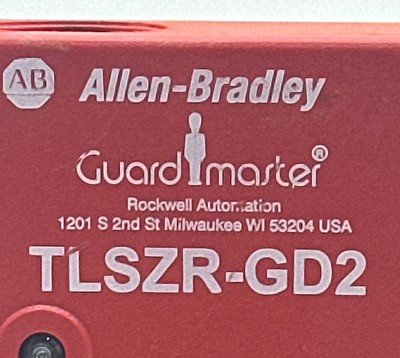 AB Allen-Bradley
Guardmaster®
Rockwell Automation
1201 S 2nd St Milwaukee WI 53204 USA
TLSZR-GD2